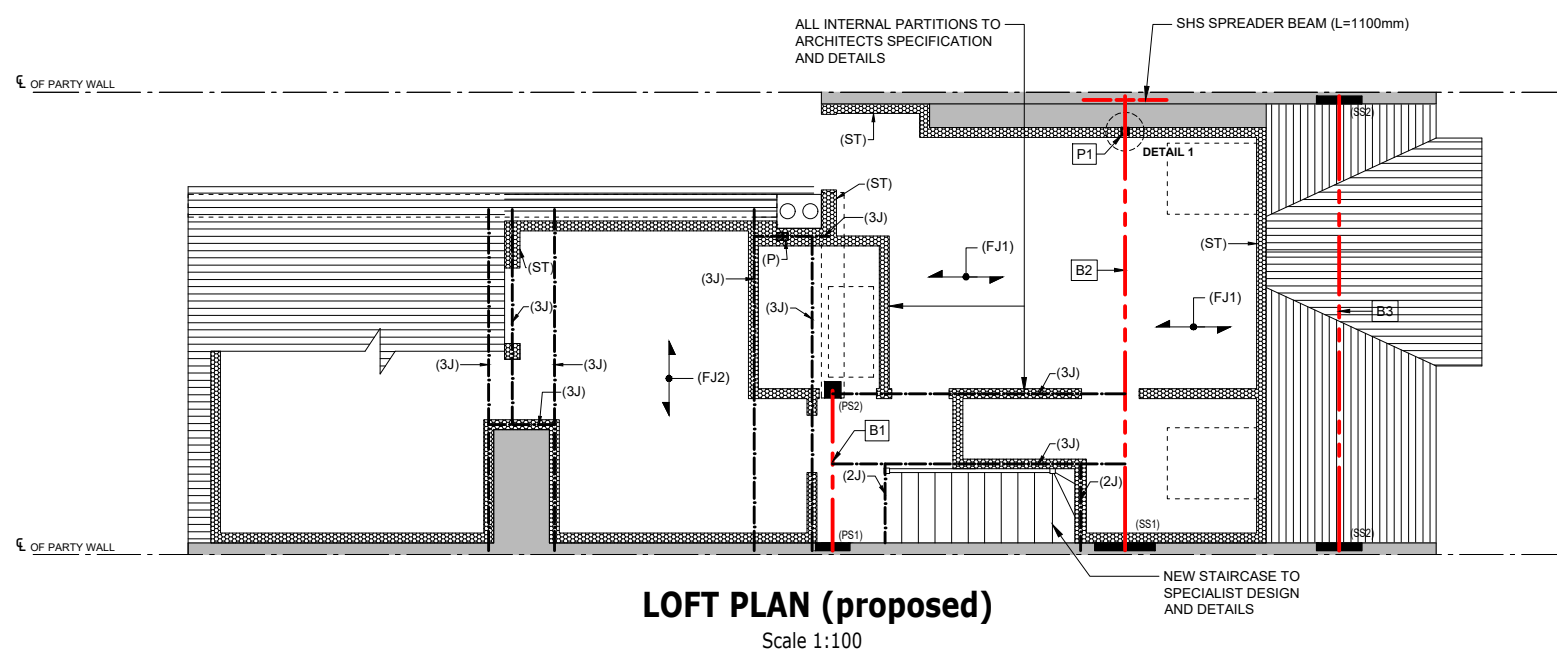 ALL INTERNAL PARTITIONS TO
ARCHITECTS SPECIFICATION
AND DETAILS
SHS SPREADER BEAM (L=1100mm)
℄ OF PARTY WALL
(SS2)
(ST)
P1
DETAIL 1
(ST)
(3J)
(ST)
(P)
(FJ1)
(ST)
B2
(3J)
(FJ1)
(3J)
(3J)
B3
(3J)
(3J)
(FJ2)
(3J)
(3J)
(PS2)
B1
(3J)
(2J)
(2J)
(PS1)
(SS1)
(SS2)
℄ OF PARTY WALL
NEW STAIRCASE TO
SPECIALIST DESIGN
AND DETAILS
LOFT PLAN (proposed)
Scale 1:100